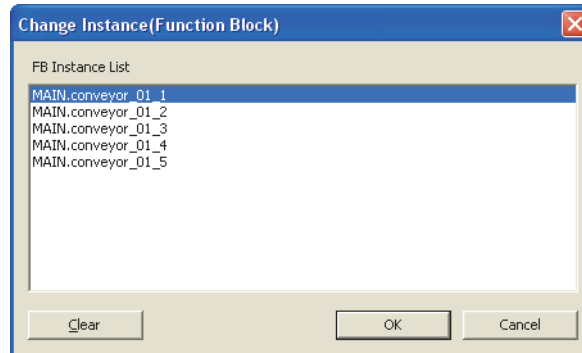 Change Instance(Function Block)
FB Instance List
MAIN.conveyor_01_1
MAIN.conveyor_01_2
MAIN.conveyor_01_3
MAIN.conveyor_01_4
MAIN.conveyor_01_5
Clear OK Cancel